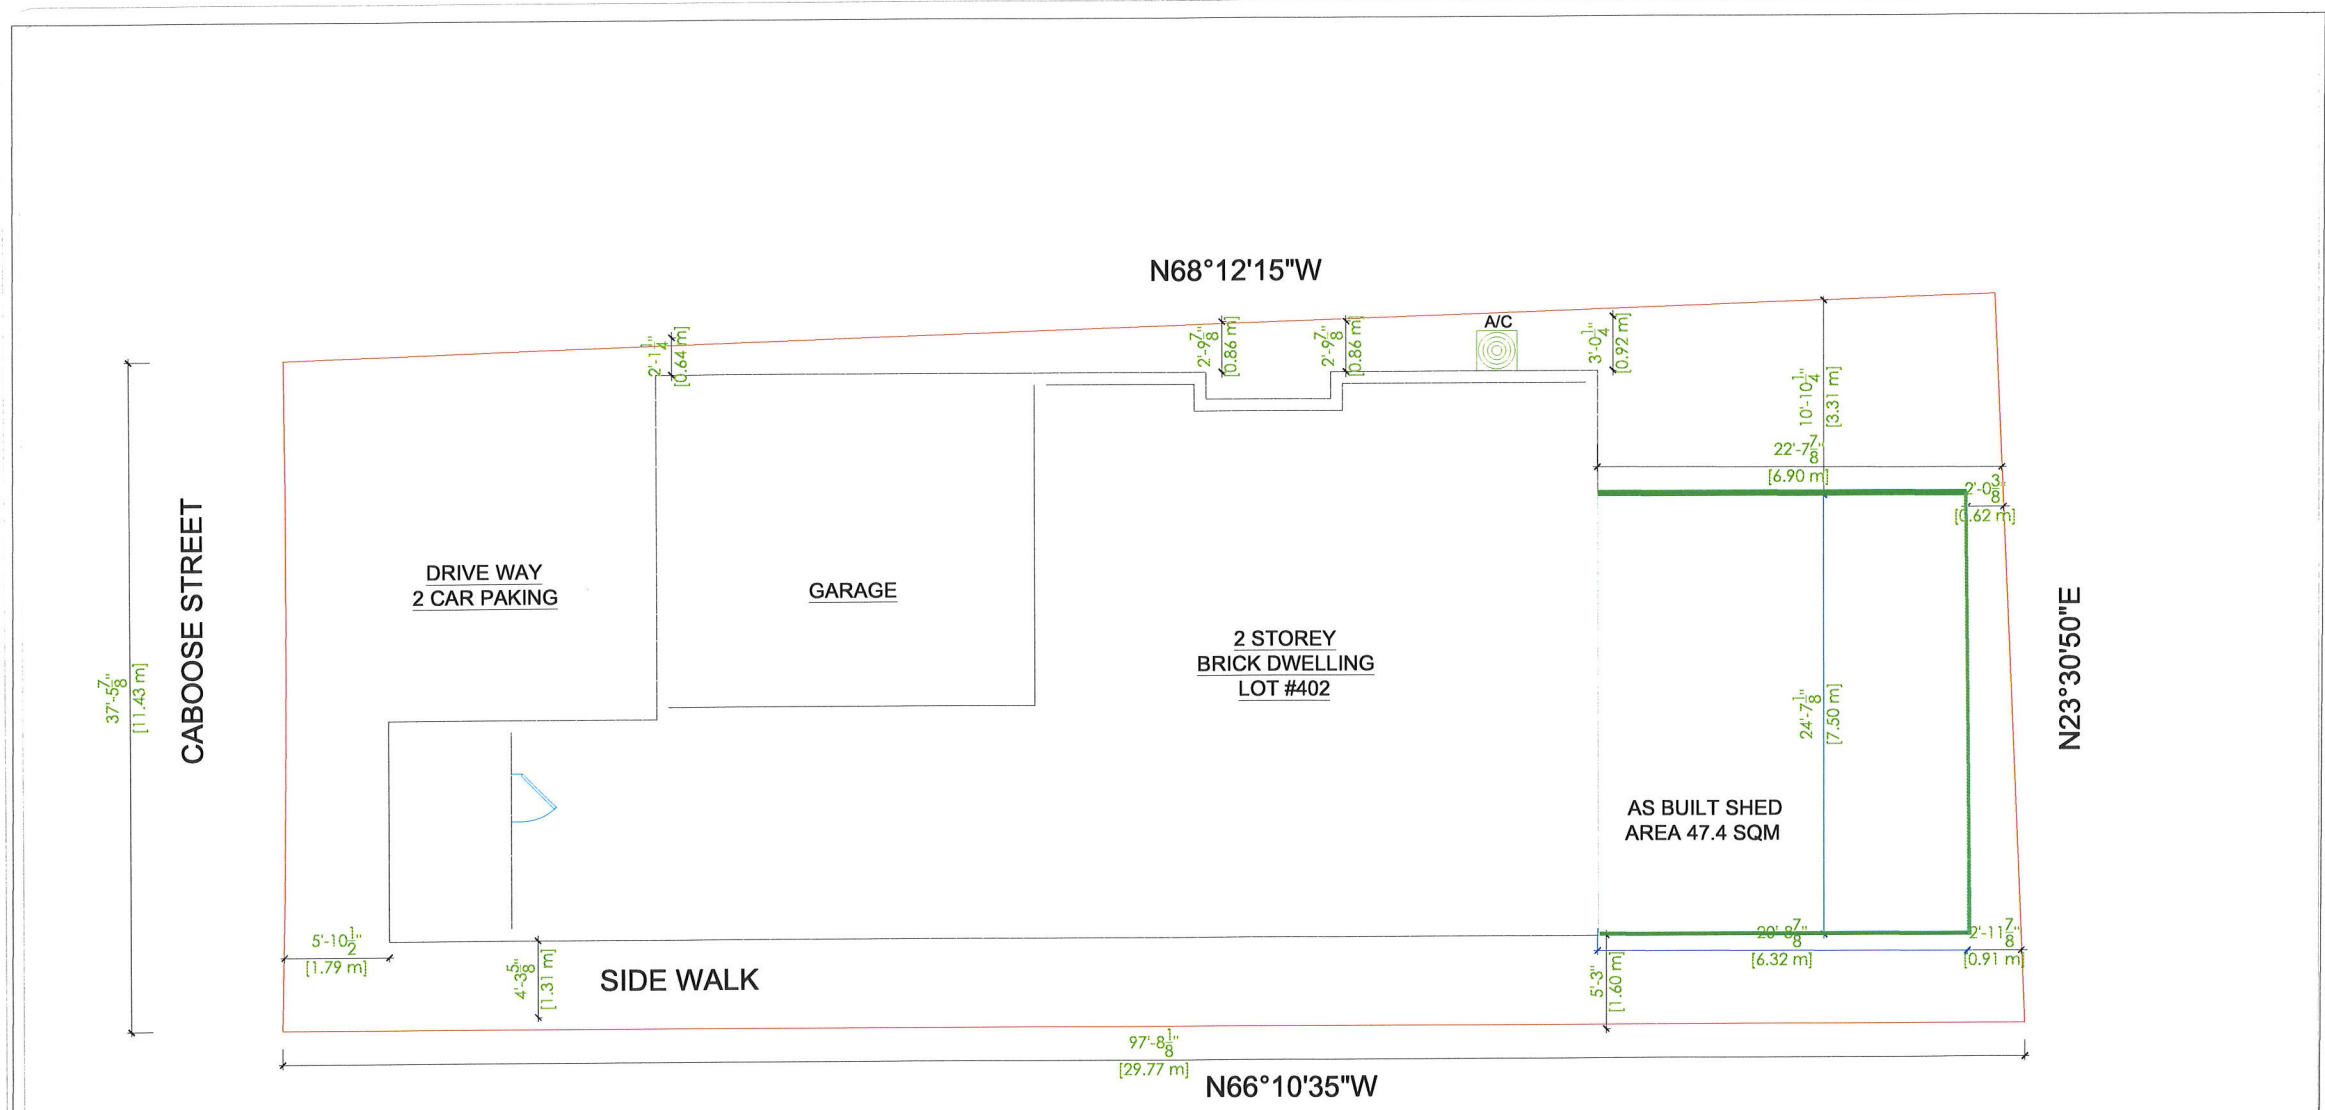 N68°12'15"W
A/C
2'-1 1/4"
[0.64 m]
2'-9 7/8"
[0.86 m]
2'-9 7/8"
[0.86 m]
3'-0 1/4"
[0.92 m]
10'-10 1/4"
[3.31 m]
22'-7 7/8"
[6.90 m]
2'-0 3/8"
[0.62 m]
CABOOSE STREET
37'-5 7/8"
[11.43 m]
DRIVE WAY
2 CAR PAKING
GARAGE
2 STOREY
BRICK DWELLING
LOT #402
24'-7 1/8"
[7.50 m]
AS BUILT SHED
AREA 47.4 SQM
N23°30'50"E
5'-10 1/2"
[1.79 m]
4'-3 5/8"
[1.31 m]
SIDE WALK
5'-3"
[1.60 m]
20'-8 7/8"
[6.32 m]
2'-11 7/8"
[0.91 m]
97'-8 1/8"
[29.77 m]
N66°10'35"W